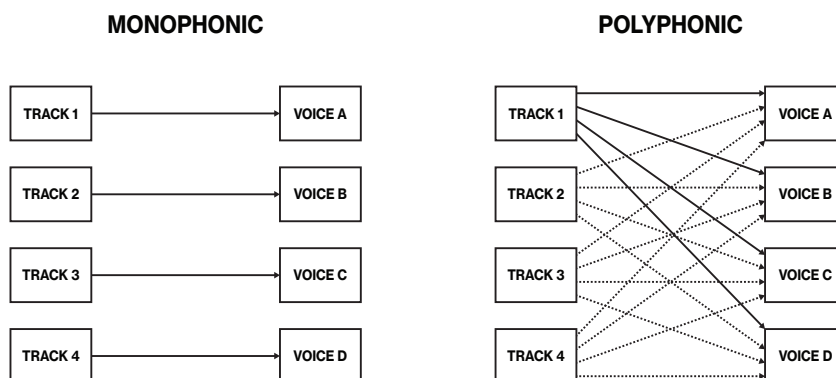 MONOPHONIC
TRACK 1
VOICE A
TRACK 2
VOICE B
TRACK 3
VOICE C
TRACK 4
VOICE D
POLYPHONIC
TRACK 1
VOICE A
TRACK 2
VOICE B
TRACK 3
VOICE C
TRACK 4
VOICE D